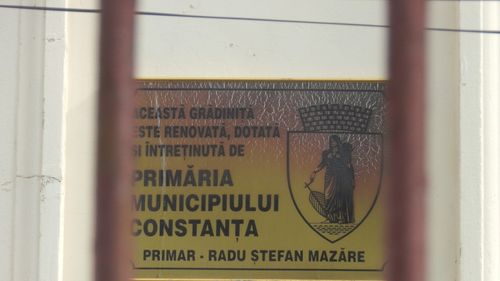 ACEASTĂ GRĂDINIȚĂ
ESTE RENOVATĂ, DOTATĂ
ȘI ÎNTREȚINUTĂ DE
PRIMĂRIA
MUNICIPIULUI
CONSTANȚA
PRIMAR - RADU ȘTEFAN MAZĂRE